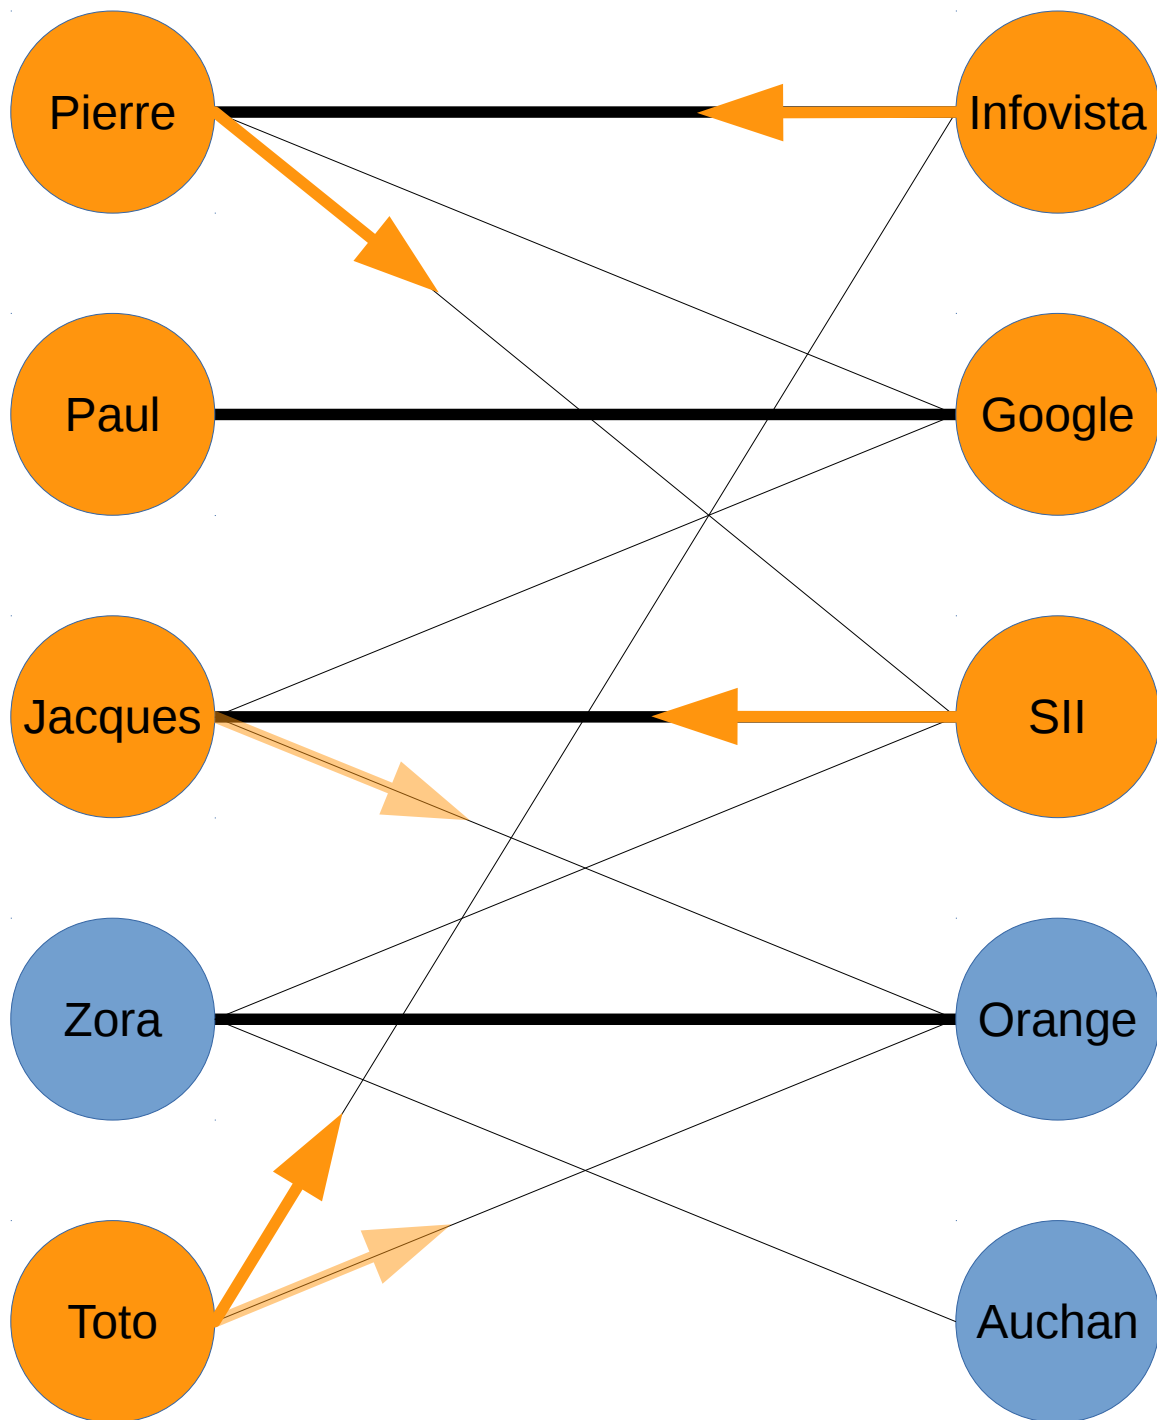 Pierre
Infovista
Paul
Google
Jacques
SII
Zora
Orange
Toto
Auchan